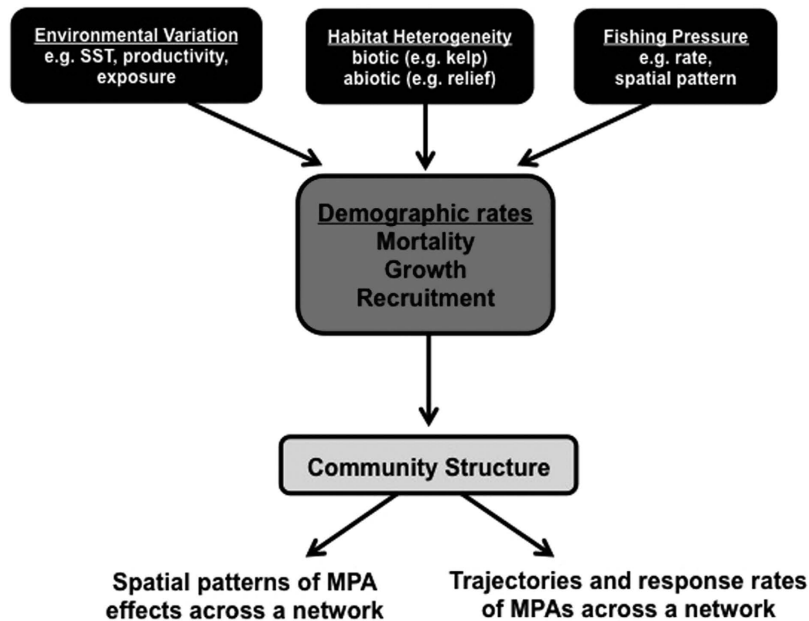 Environmental Variation
e.g. SST, productivity,
exposure
Habitat Heterogeneity
biotic (e.g. kelp)
abiotic (e.g. relief)
Fishing Pressure
e.g. rate,
spatial pattern
Demographic rates
Mortality
Growth
Recruitment
Community Structure
Spatial patterns of MPA
effects across a network
Trajectories and response rates
of MPAs across a network